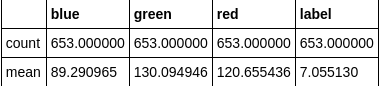 blue green red label
count 653.000000 653.000000 653.000000 653.000000
mean 89.290965 130.094946 120.655436 7.055130